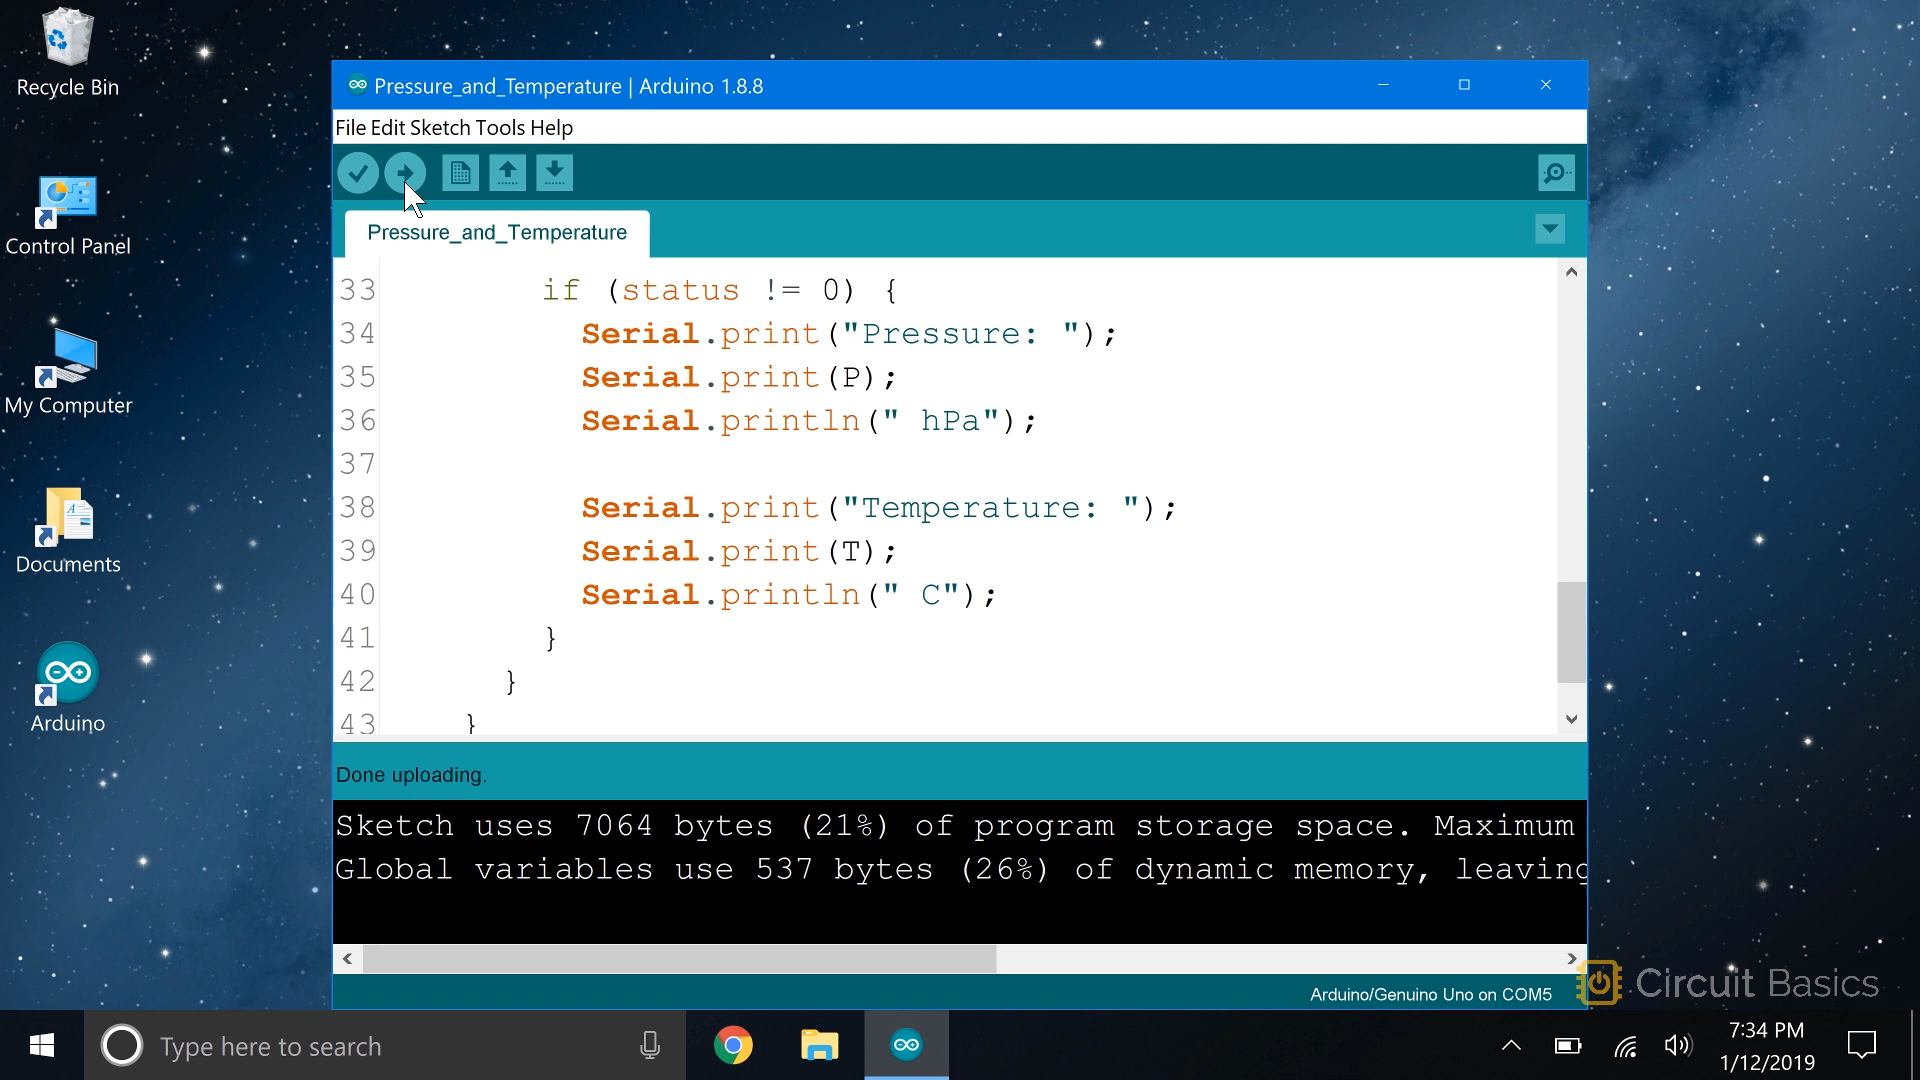 Recycle Bin
Control Panel
My Computer
Documents
Arduino
Pressure_and_Temperature | Arduino 1.8.8
File Edit Sketch Tools Help
Pressure_and_Temperature
33 if (status != 0) {
34 Serial.print("Pressure: ");
35 Serial.print(P);
36 Serial.println(" hPa");
37
38 Serial.print("Temperature: ");
39 Serial.print(T);
40 Serial.println(" C");
41 }
42 }
43 }
Done uploading.
Sketch uses 7064 bytes (21%) of program storage space. Maximum
Global variables use 537 bytes (26%) of dynamic memory, leaving
Arduino/Genuino Uno on COM5
Circuit Basics
Type here to search
7:34 PM
1/12/2019